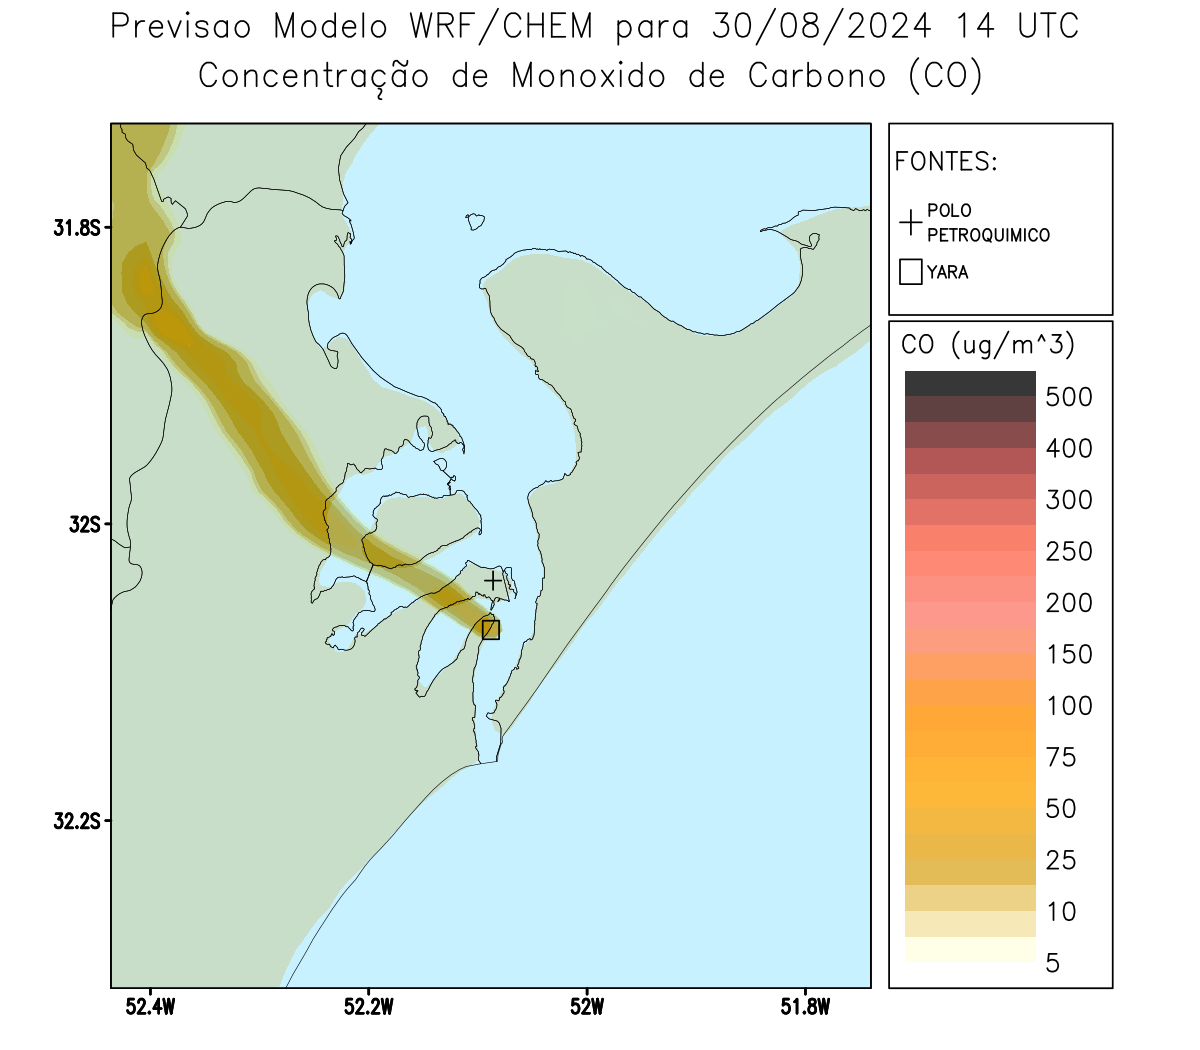 Previsao Modelo WRF/CHEM para 30/08/2024 14 UTC
Concentração de Monoxido de Carbono (CO)
FONTES:
POLO
PETROQUIMICO
YARA
31.8S
32S
32.2S
52.4W
52.2W
52W
51.8W
CO (ug/m^3)
500
400
300
250
200
150
100
75
50
25
10
5